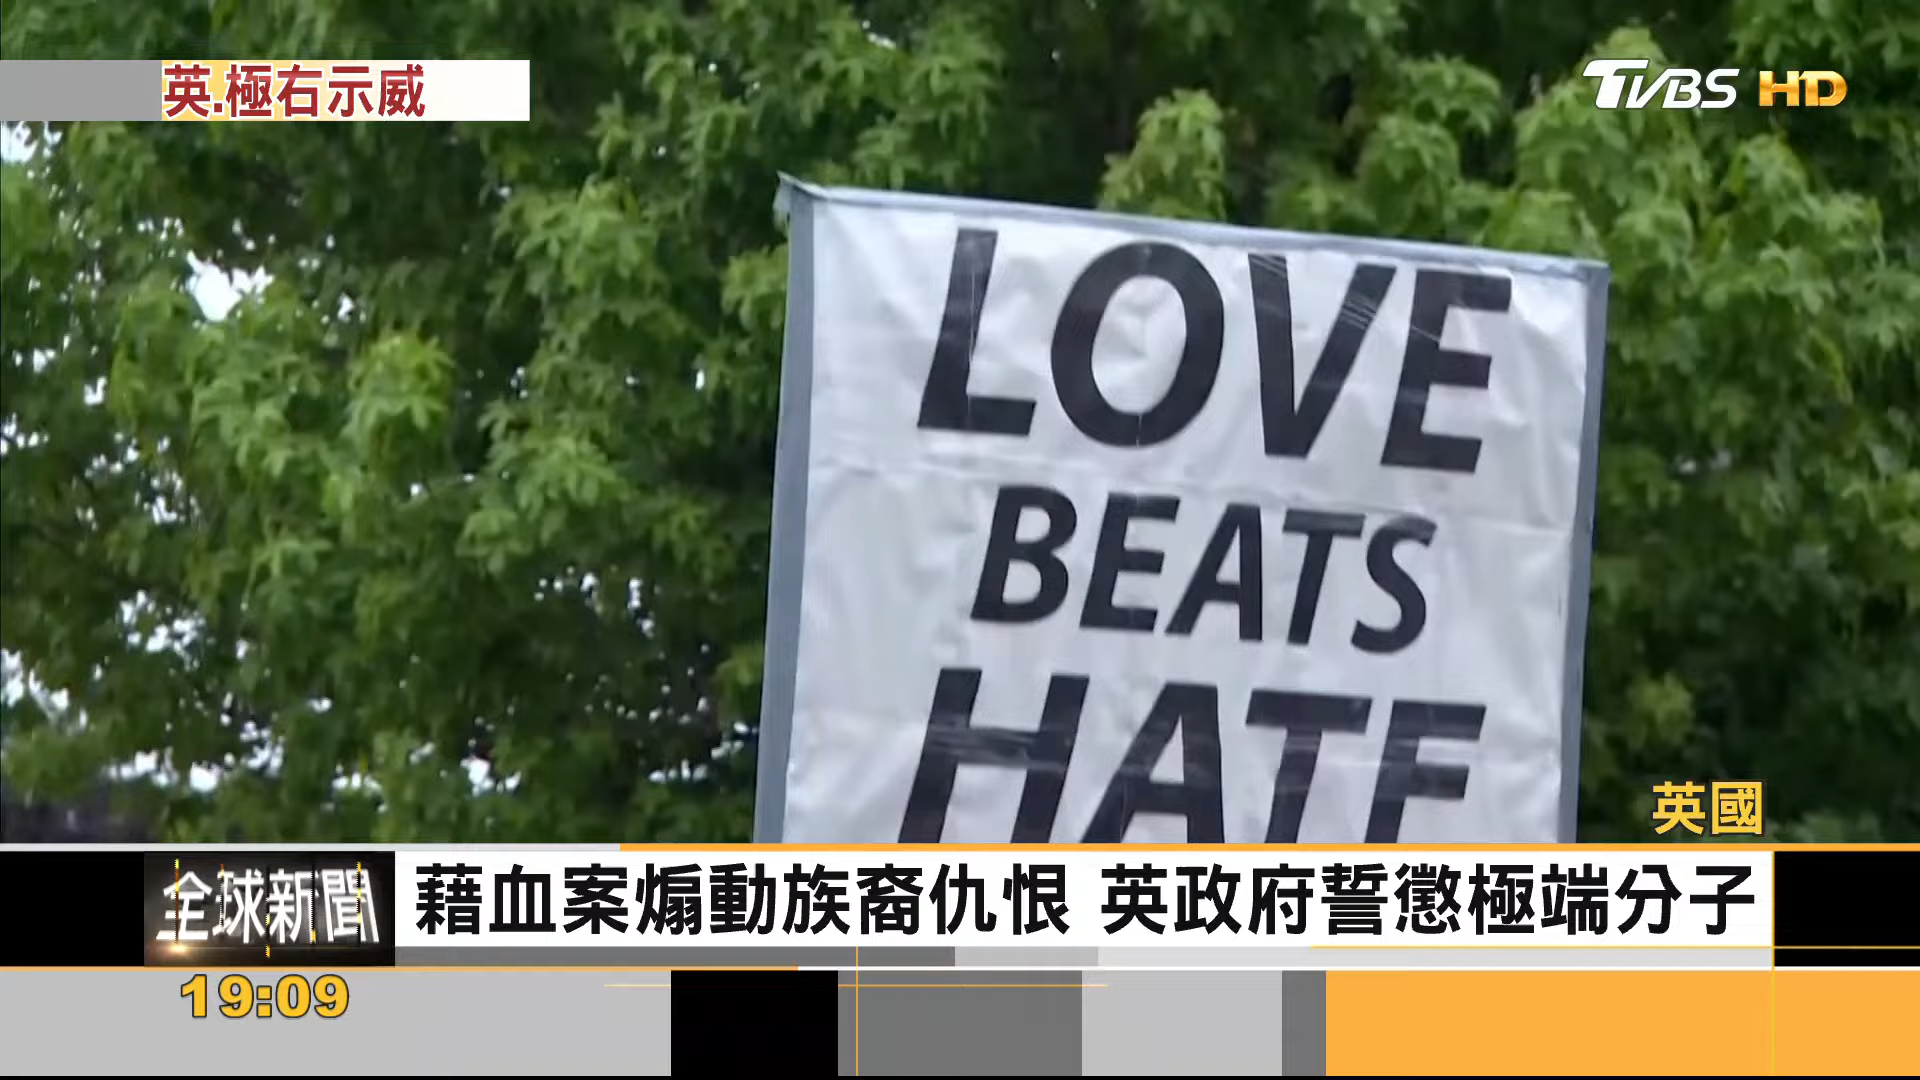 英.極右示威
TVBS HD
LOVE
BEATS
HATE
英國
全球新聞
藉血案煽動族裔仇恨 英政府誓懲極端分子
19:09